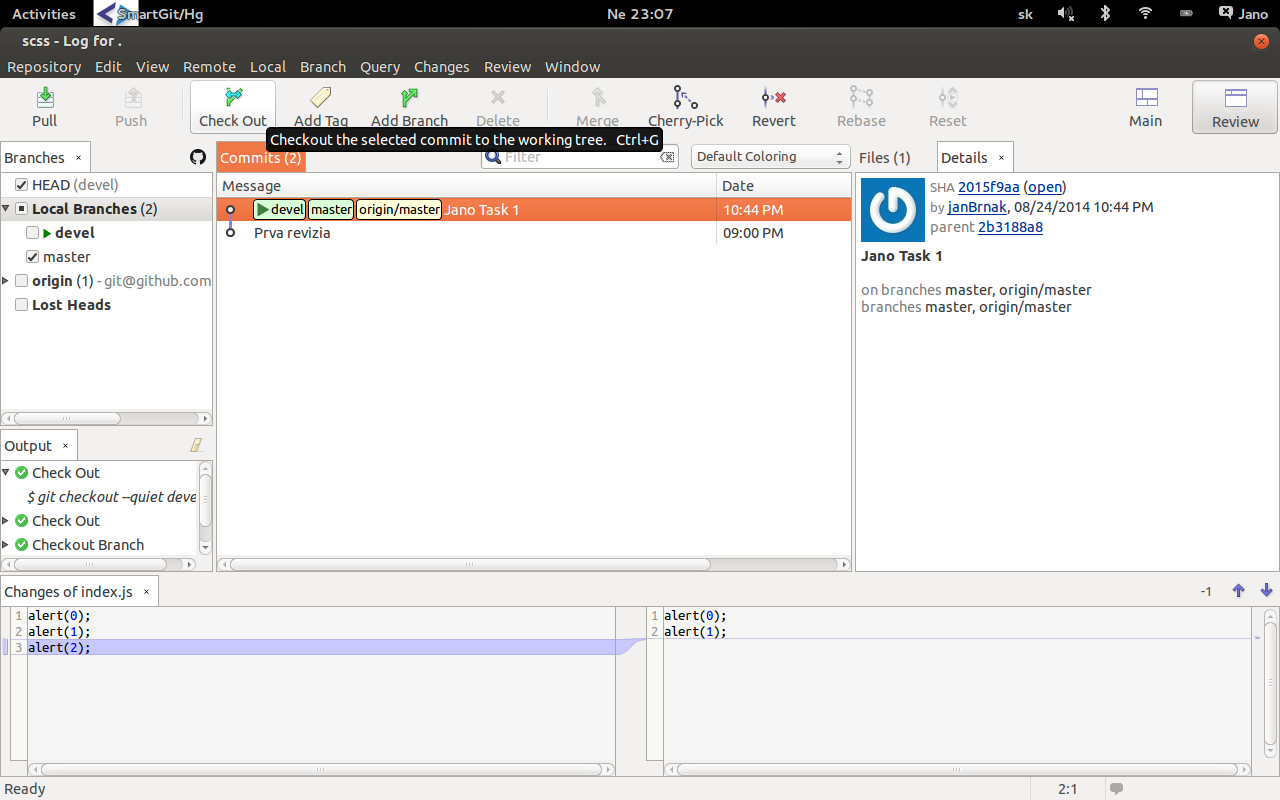 Activities SmartGit/Hg Ne 23:07 sk Jano
scss - Log for .
Repository Edit View Remote Local Branch Query Changes Review Window
Pull Push Check Out Add Tag Add Branch Delete Merge Cherry-Pick Revert Rebase Reset Main Review
Checkout the selected commit to the working tree. Ctrl+G
Branches × Commits (2) Filter Default Coloring Files (1) Details ×
HEAD (devel)
Local Branches (2)
devel
master
origin (1) - git@github.com
Lost Heads
Message Date
devel master origin/master Jano Task 1 10:44 PM
Prva revizia 09:00 PM
SHA 2015f9aa (open)
by janBrnak, 08/24/2014 10:44 PM
parent 2b3188a8
Jano Task 1
on branches master, origin/master
branches master, origin/master
Output ×
Check Out
$ git checkout --quiet deve
Check Out
Checkout Branch
Changes of index.js × -1
1 alert(0);
2 alert(1);
3 alert(2);
1 alert(0);
2 alert(1);
Ready 2:1